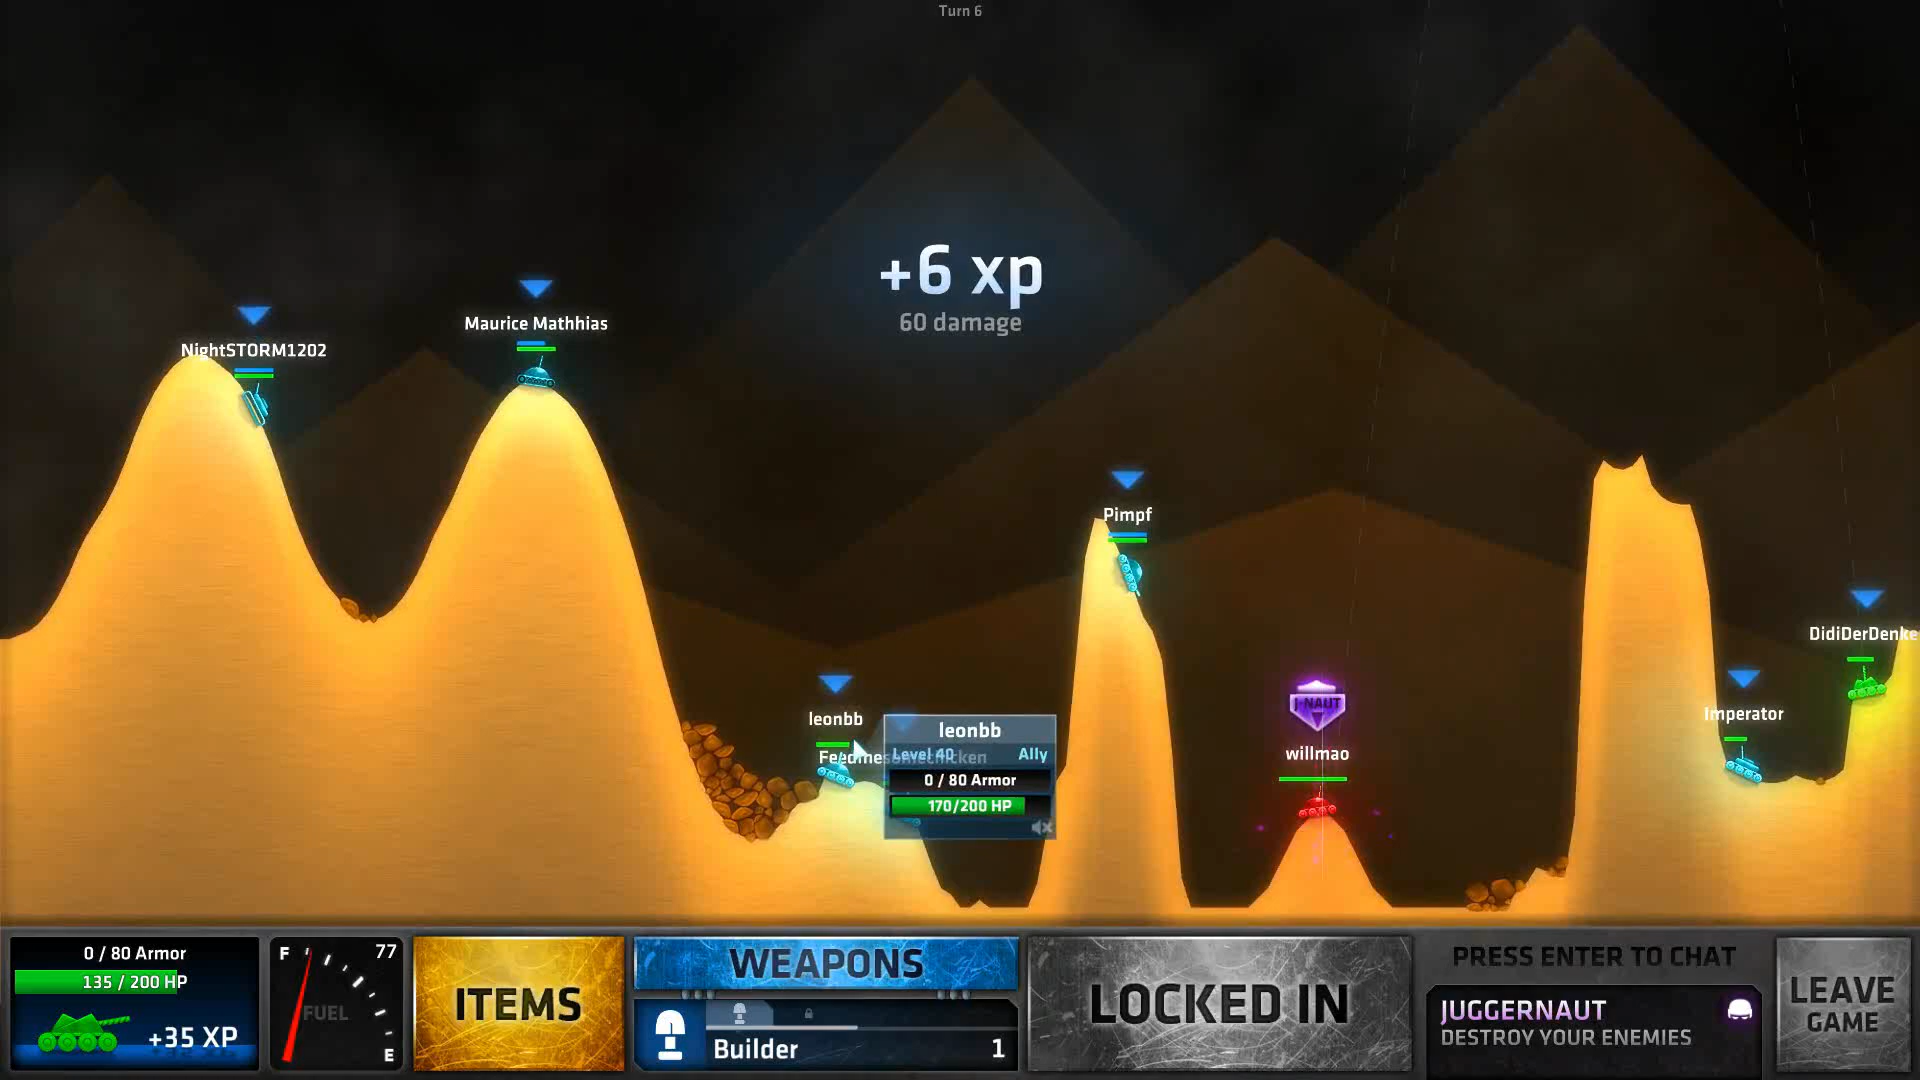 Turn 6
+6 xp
60 damage
Maurice Mathhias
NightSTORM1202
Pimpf
DidiDerDenke
leonbb
Imperator
J-NAUT
willmao
leonbb
Level 40 Ally
0 / 80 Armor
170/200 HP
0 / 80 Armor
135 / 200 HP
+35 XP
F
77
FUEL
E
ITEMS
WEAPONS
Builder 1
LOCKED IN
PRESS ENTER TO CHAT
JUGGERNAUT
DESTROY YOUR ENEMIES
LEAVE
GAME